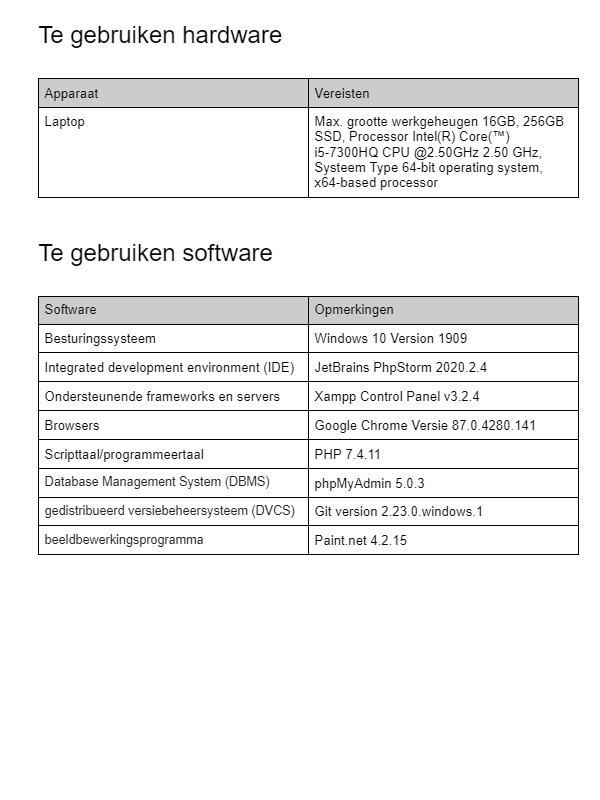 Te gebruiken hardware
Apparaat Vereisten
Laptop Max. grootte werkgeheugen 16GB, 256GB
SSD, Processor Intel(R) Core(™)
i5-7300HQ CPU @2.50GHz 2.50 GHz,
Systeem Type 64-bit operating system,
x64-based processor
Te gebruiken software
Software Opmerkingen
Besturingssysteem Windows 10 Version 1909
Integrated development environment (IDE) JetBrains PhpStorm 2020.2.4
Ondersteunende frameworks en servers Xampp Control Panel v3.2.4
Browsers Google Chrome Versie 87.0.4280.141
Scripttaal/programmeertaal PHP 7.4.11
Database Management System (DBMS) phpMyAdmin 5.0.3
gedistribueerd versiebeheersysteem (DVCS) Git version 2.23.0.windows.1
beeldbewerkingsprogramma Paint.net 4.2.15